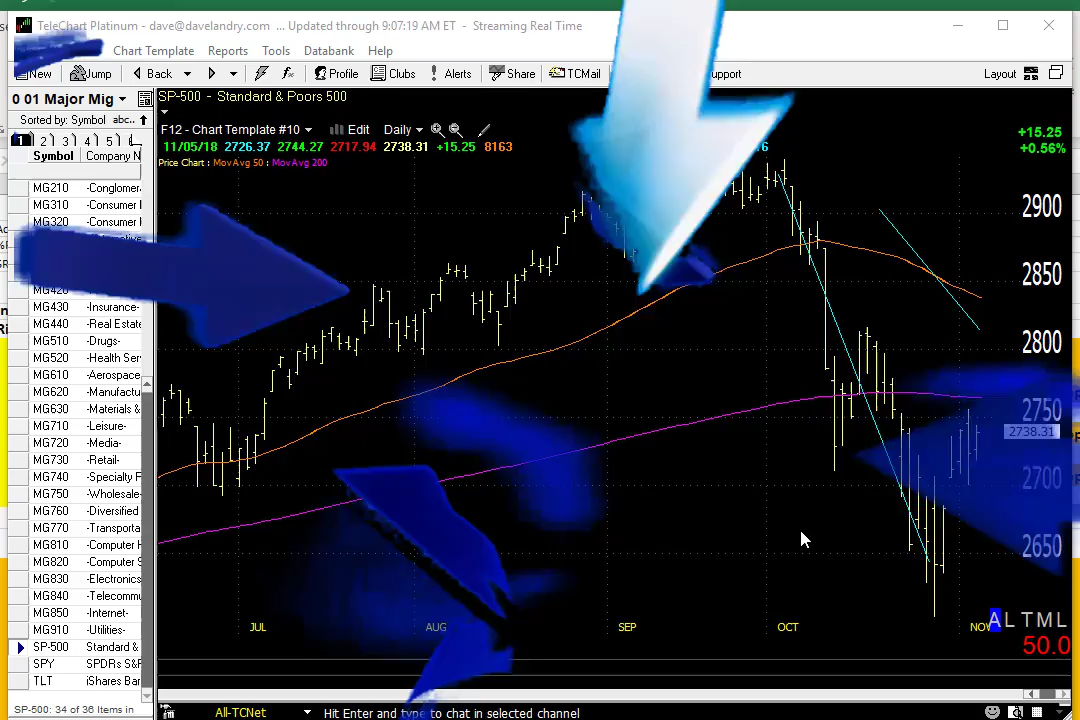 TeleChart Platinum - dave@davelandry.com ... Updated through 9:07:19 AM ET - Streaming Real Time
Chart Template Reports Tools Databank Help
New Jump Back Profile Clubs Alerts Share TCMail upport Layout
0 01 Major Mig
SP-500 - Standard & Poors 500
Sorted by: Symbol abc..
1 2 3 4 5
F12 - Chart Template #10 Edit Daily
+15.25
Symbol Company N
11/05/18 2726.37 2744.27 2717.94 2738.31 +15.25 8163
+0.56%
Price Chart : MovAvg 50 : MovAvg 200
MG210 -Conglomer
MG310 -Consumer
MG320 -Consumer
MG430 -Insurance-
MG440 -Real Estate
MG510 -Drugs-
MG520 -Health Ser
MG610 -Aerospace
MG620 -Manufactu
MG630 -Materials &
MG710 -Leisure-
MG720 -Media-
MG730 -Retail-
MG740 -Specialty F
MG750 -Wholesale-
MG760 -Diversified
MG770 -Transporta
MG810 -Computer H
MG820 -Computer S
MG830 -Electronics
MG840 -Telecommu
MG850 -Internet-
MG910 -Utilities-
SP-500 Standard &
SPY SPDRs S&F
TLT iShares Bar
2900
2850
2800
2750
2738.31
2700
2650
JUL AUG SEP OCT NOV
A L T M L
50.0
SP-500: 34 of 36 Items in
All-TCNet Hit Enter and type to chat in selected channel